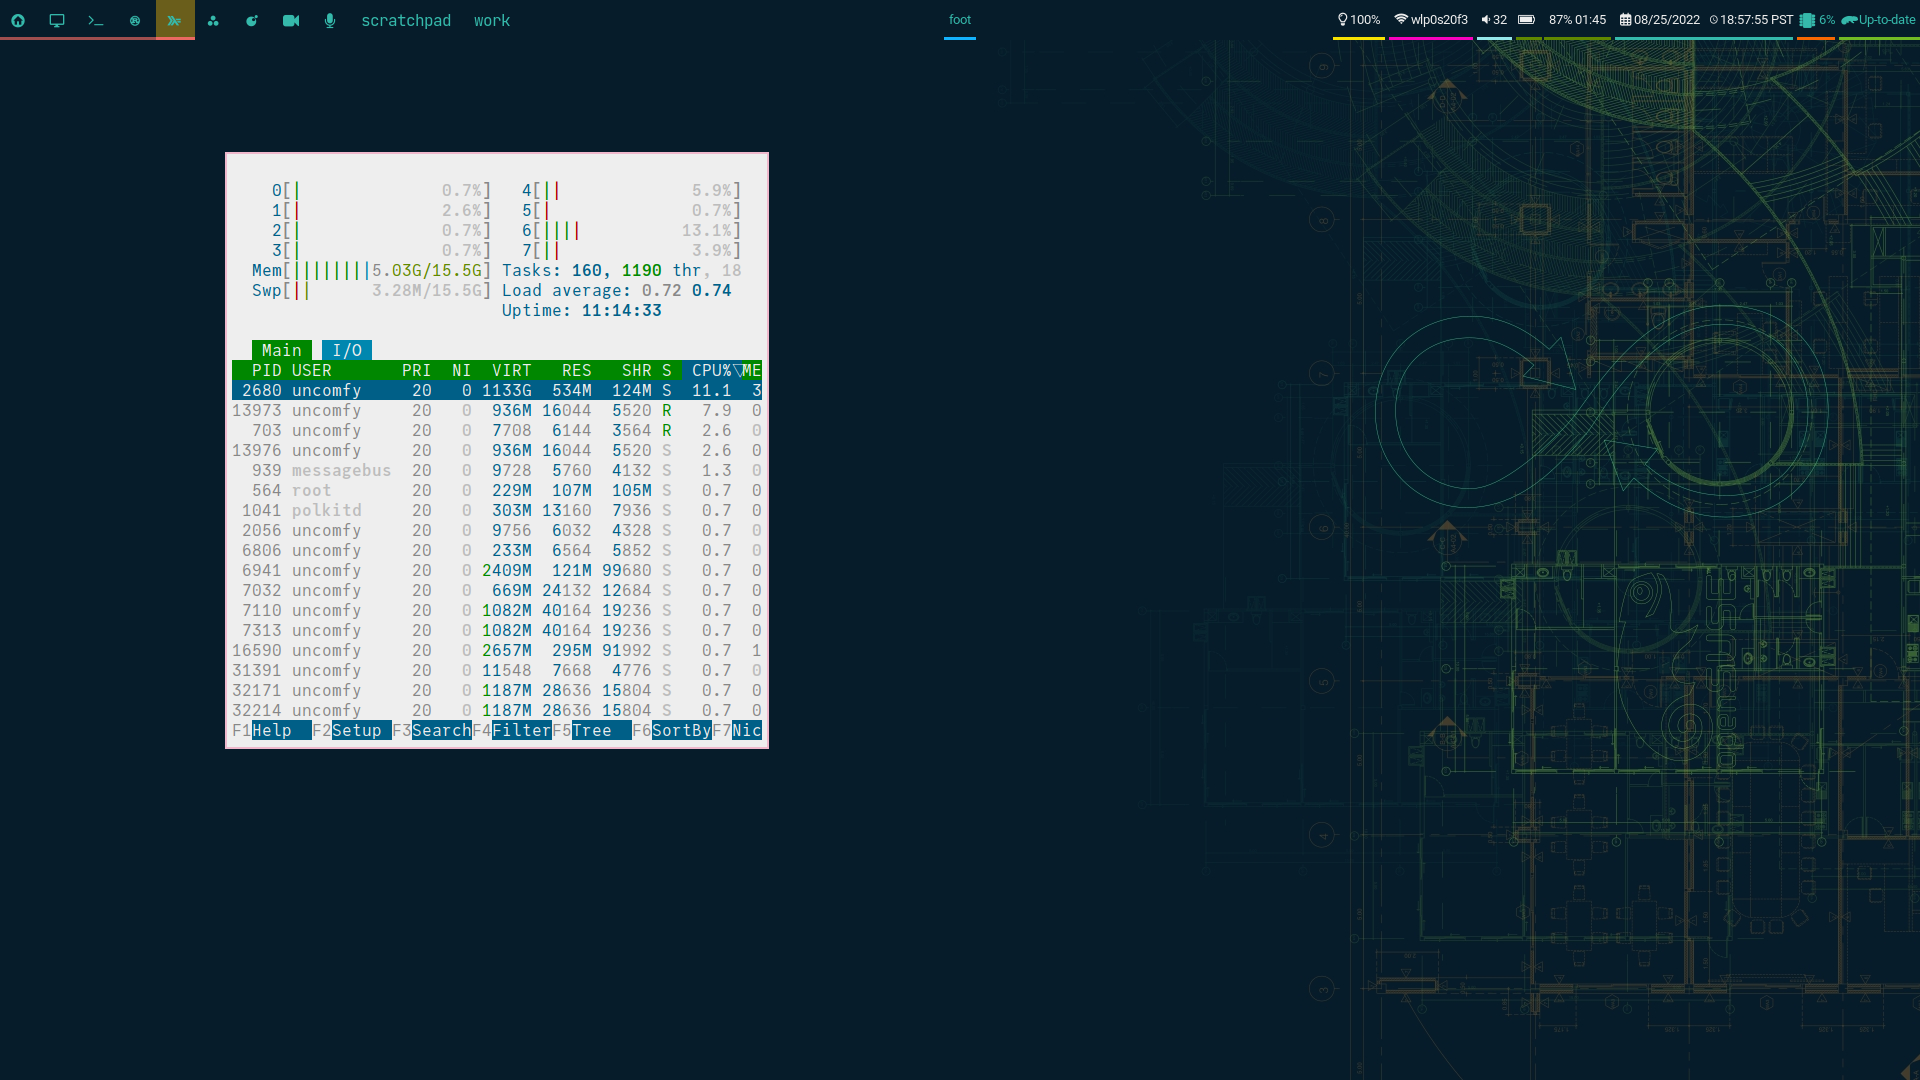 scratchpad work foot 100% wlp0s20f3 32 87% 01:45 08/25/2022 18:57:55 PST 6% Up-to-date
0[| 0.7%] 4[|| 5.9%]
1[| 2.6%] 5[| 0.7%]
2[| 0.7%] 6[|||| 13.1%]
3[| 0.7%] 7[|| 3.9%]
Mem[||||||||5.03G/15.5G] Tasks: 160, 1190 thr, 18
Swp[|| 3.28M/15.5G] Load average: 0.72 0.74
Uptime: 11:14:33
Main I/O
PID USER PRI NI VIRT RES SHR S CPU%▽ME
2680 uncomfy 20 0 1133G 534M 124M S 11.1 3
13973 uncomfy 20 0 936M 16044 5520 R 7.9 0
703 uncomfy 20 0 7708 6144 3564 R 2.6 0
13976 uncomfy 20 0 936M 16044 5520 S 2.6 0
939 messagebus 20 0 9728 5760 4132 S 1.3 0
564 root 20 0 229M 107M 105M S 0.7 0
1041 polkitd 20 0 303M 13160 7936 S 0.7 0
2056 uncomfy 20 0 9756 6032 4328 S 0.7 0
6806 uncomfy 20 0 233M 6564 5852 S 0.7 0
6941 uncomfy 20 0 2409M 121M 99680 S 0.7 0
7032 uncomfy 20 0 669M 24132 12684 S 0.7 0
7110 uncomfy 20 0 1082M 40164 19236 S 0.7 0
7313 uncomfy 20 0 1082M 40164 19236 S 0.7 0
16590 uncomfy 20 0 2657M 295M 91992 S 0.7 1
31391 uncomfy 20 0 11548 7668 4776 S 0.7 0
32171 uncomfy 20 0 1187M 28636 15804 S 0.7 0
32214 uncomfy 20 0 1187M 28636 15804 S 0.7 0
F1Help F2Setup F3SearchF4FilterF5Tree F6SortByF7Nic
9
8
7
6
5
4
3
openSUSE